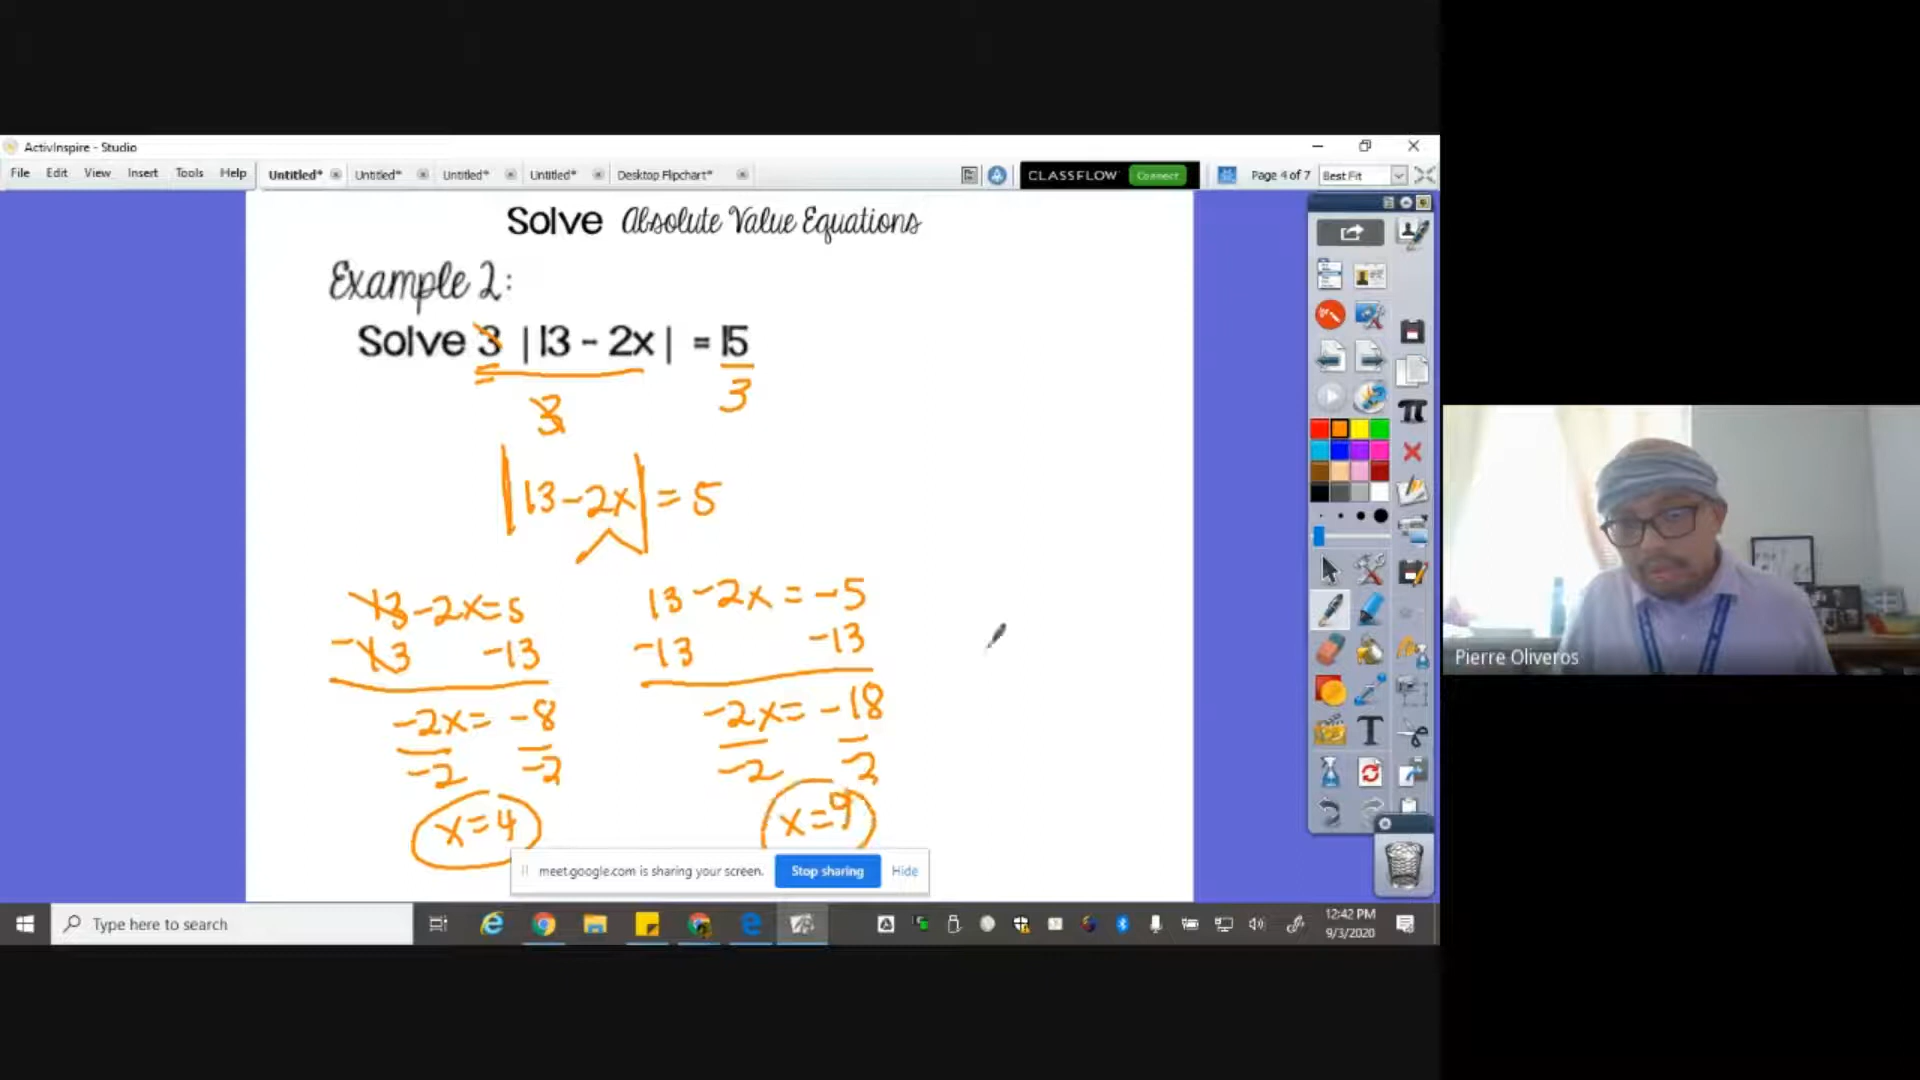 ActivInspire - Studio
File Edit View Insert Tools Help Untitled* Untitled* Untitled* Untitled* Desktop Flipchart* CLASSFLOW Connect Page 4 of 7 Best Fit
Solve Absolute Value Equations
Example 2:
Solve 3 |13 - 2x| = 15
3 3
|13-2x| = 5
13-2x=5
-13 -13
-2x= -8
-2 -2
x=4
13-2x=-5
-13 -13
-2x= -18
-2 -2
x=9
meet.google.com is sharing your screen. Stop sharing Hide
Type here to search
12:42 PM
9/3/2020
Pierre Oliveros